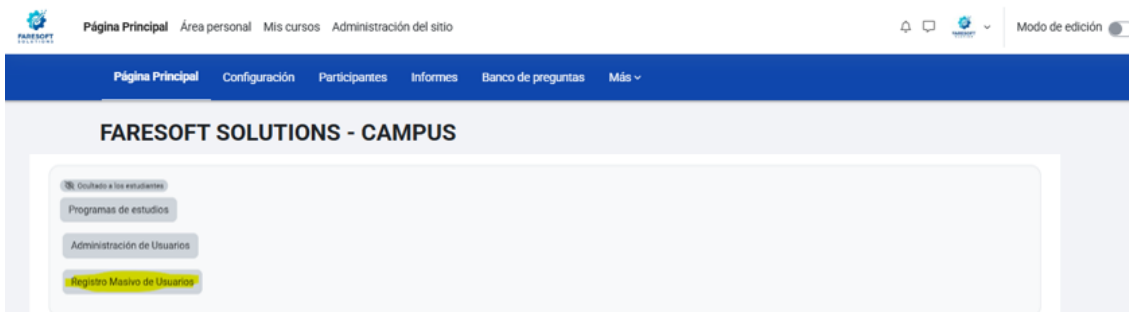 FARESOFT
SOLUTIONS
Página Principal Área personal Mis cursos Administración del sitio
Modo de edición
Página Principal Configuración Participantes Informes Banco de preguntas Más
FARESOFT SOLUTIONS - CAMPUS
Ocultado a los estudiantes
Programas de estudios
Administración de Usuarios
Registro Masivo de Usuarios